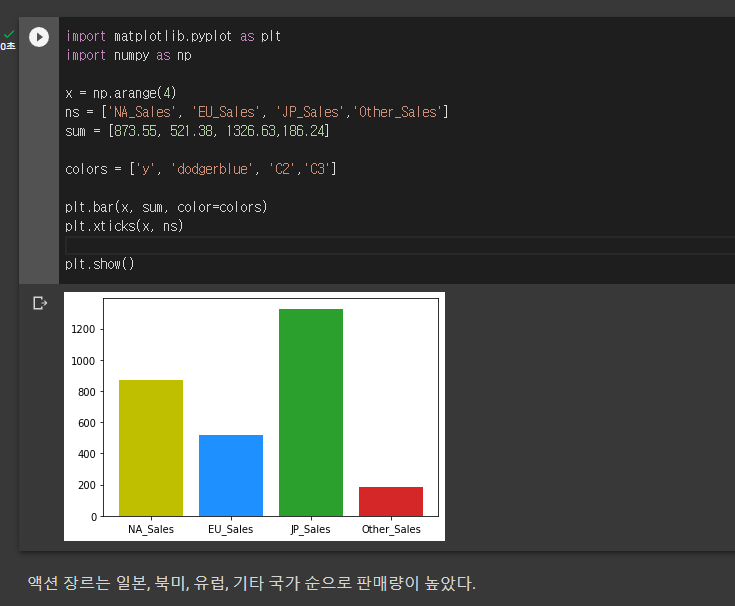 import matplotlib.pyplot as plt
import numpy as np
x = np.arange(4)
ns = ['NA_Sales', 'EU_Sales', 'JP_Sales','Other_Sales']
sum = [873.55, 521.38, 1326.63,186.24]
colors = ['y', 'dodgerblue', 'C2','C3']
plt.bar(x, sum, color=colors)
plt.xticks(x, ns)
plt.show()
0초
1200
1000
800
600
400
200
0
NA_Sales EU_Sales JP_Sales Other_Sales
액션 장르는 일본, 북미, 유럽, 기타 국가 순으로 판매량이 높았다.